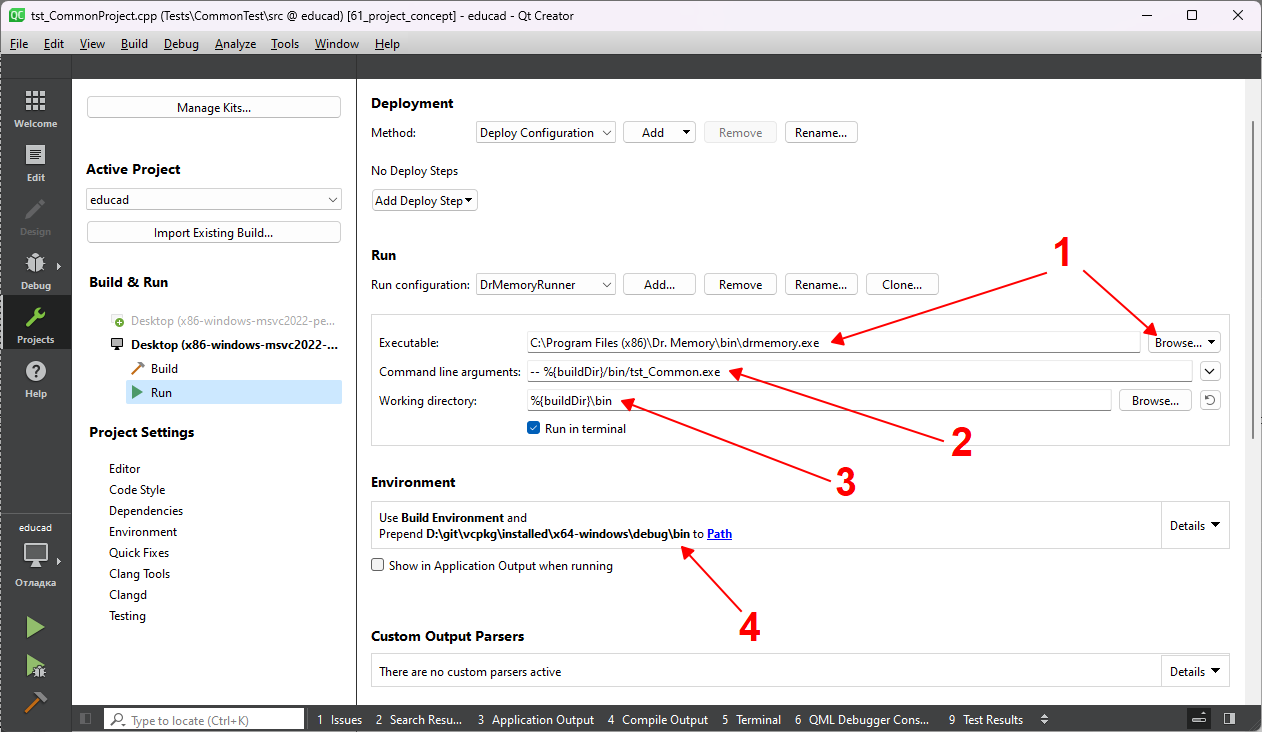 tst_CommonProject.cpp (Tests\CommonTest\src @ educad) [61_project_concept] - educad - Qt Creator
File Edit View Build Debug Analyze Tools Window Help
Welcome
Edit
Design
Debug
Projects
Help
educad
Отладка
Manage Kits...
Active Project
educad
Import Existing Build...
Build & Run
Desktop (x86-windows-msvc2022-pe...
Desktop (x86-windows-msvc2022-...
Build
Run
Project Settings
Editor
Code Style
Dependencies
Environment
Quick Fixes
Clang Tools
Clangd
Testing
Deployment
Method: Deploy Configuration Add Remove Rename...
No Deploy Steps
Add Deploy Step
Run
1
Run configuration: DrMemoryRunner Add... Remove Rename... Clone...
Executable: C:\Program Files (x86)\Dr. Memory\bin\drmemory.exe Browse...
Command line arguments: -- %{buildDir}/bin/tst_Common.exe
Working directory: %{buildDir}\bin Browse...
Run in terminal
2
3
Environment
Use Build Environment and
Prepend D:\git\vcpkg\installed\x64-windows\debug\bin to Path
Details
Show in Application Output when running
4
Custom Output Parsers
There are no custom parsers active Details
Type to locate (Ctrl+K) 1 Issues 2 Search Resu... 3 Application Output 4 Compile Output 5 Terminal 6 QML Debugger Cons... 9 Test Results